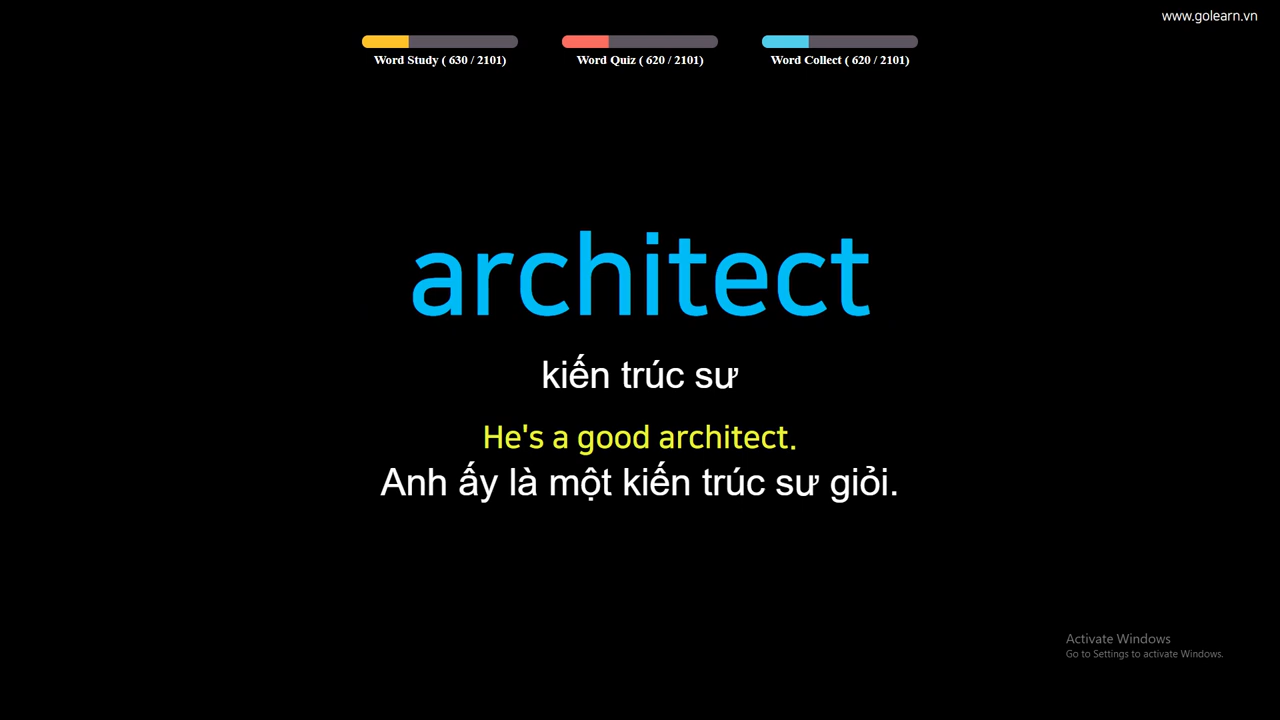 www.golearn.vn
Word Study ( 630 / 2101) Word Quiz ( 620 / 2101) Word Collect ( 620 / 2101)
architect
kiến trúc sư
He's a good architect.
Anh ấy là một kiến trúc sư giỏi.
Activate Windows
Go to Settings to activate Windows.